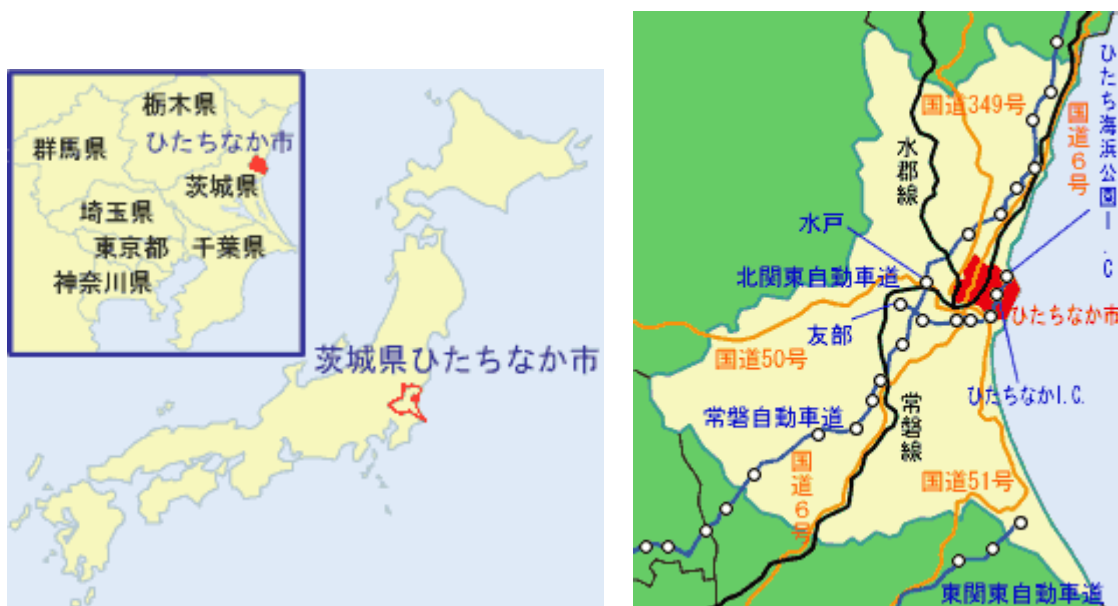 栃木県
ひたちなか市
群馬県
茨城県
埼玉県
東京都
千葉県
神奈川県
茨城県ひたちなか市
ひたち海浜公園I.C
国道349号
国道6号
水郡線
水戸
北関東自動車道
ひたちなか市
友部
国道50号
ひたちなかI.C.
常磐自動車道
常磐線
国道6号
国道51号
東関東自動車道